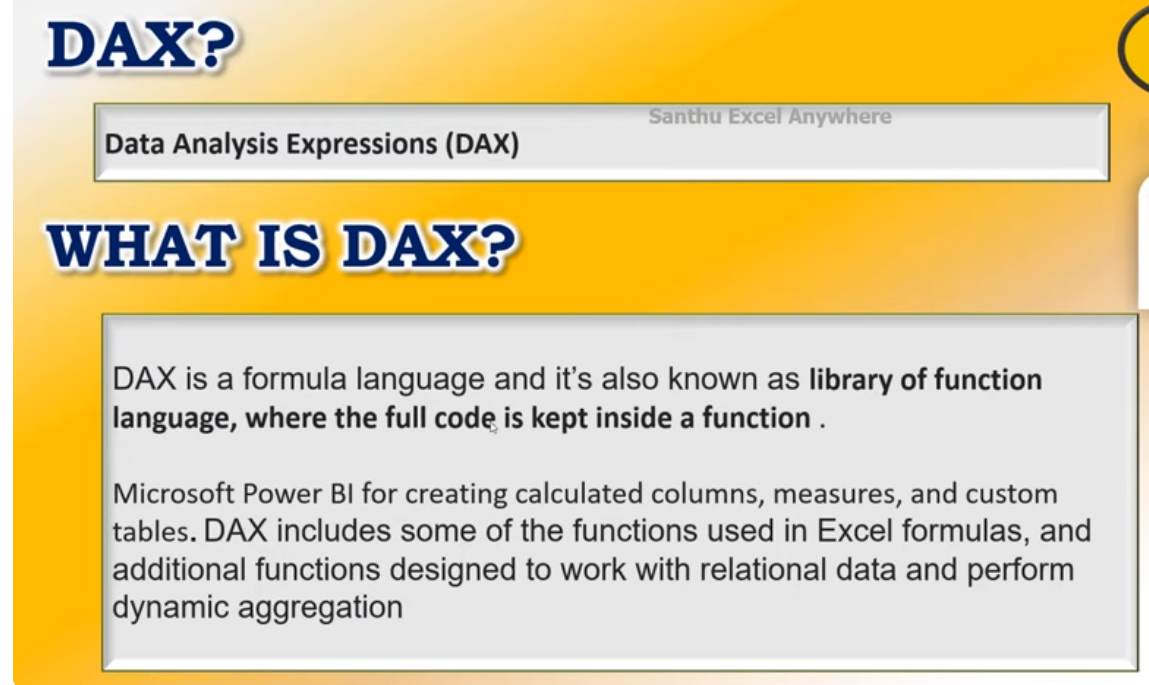 DAX?
Santhu Excel Anywhere
Data Analysis Expressions (DAX)
WHAT IS DAX?
DAX is a formula language and it’s also known as library of function
language, where the full code is kept inside a function .
Microsoft Power BI for creating calculated columns, measures, and custom
tables. DAX includes some of the functions used in Excel formulas, and
additional functions designed to work with relational data and perform
dynamic aggregation